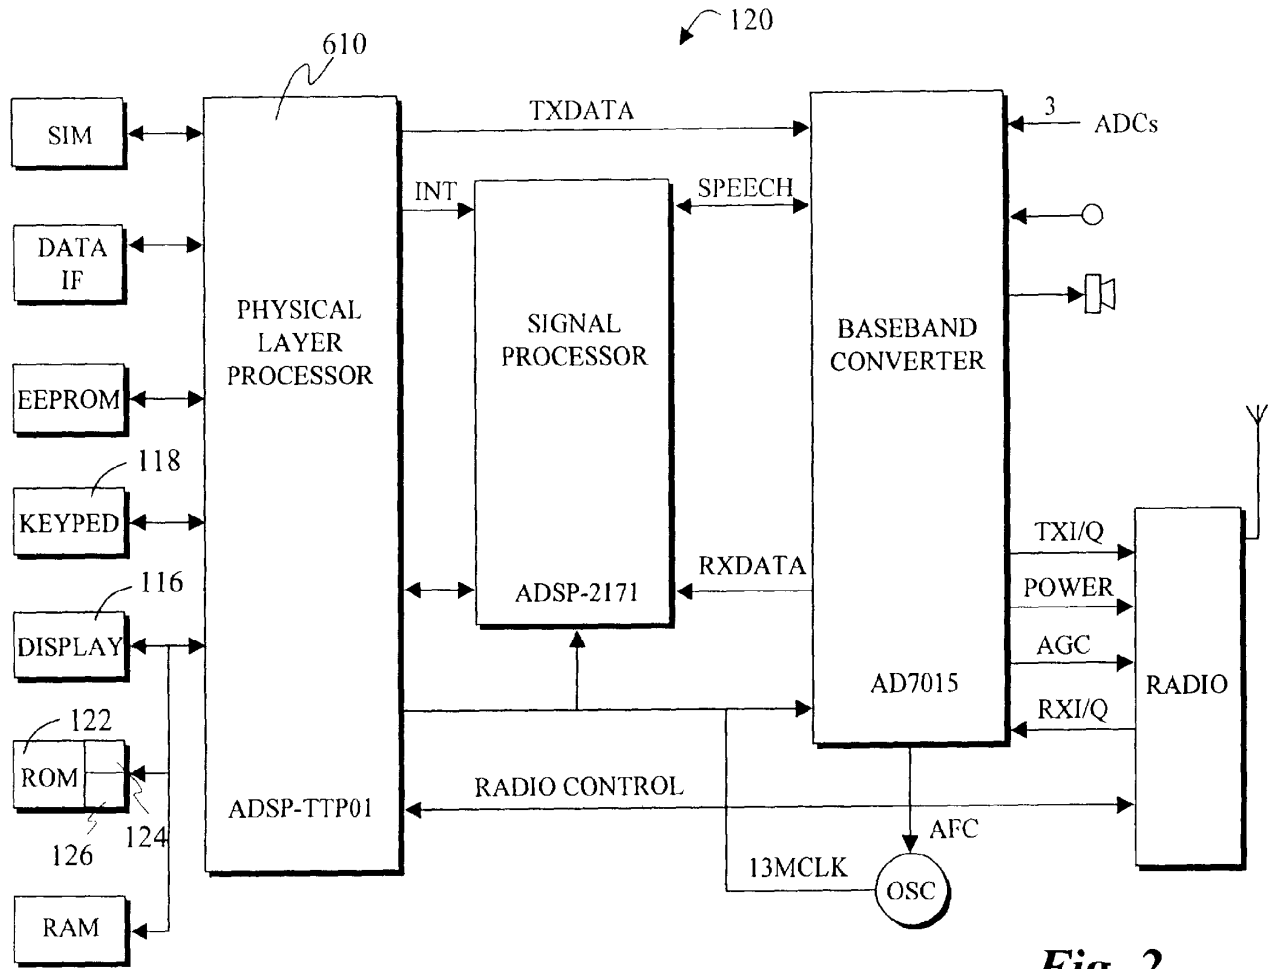 120
610
SIM
DATA
IF
EEPROM
118
KEYPED
116
DISPLAY
122
ROM
124
126
RAM
PHYSICAL
LAYER
PROCESSOR
ADSP-TTP01
TXDATA
INT
SPEECH
SIGNAL
PROCESSOR
ADSP-2171
RXDATA
BASEBAND
CONVERTER
AD7015
3
ADCs
TXI/Q
POWER
AGC
RXI/Q
RADIO
RADIO CONTROL
AFC
13MCLK
OSC
Fig. 2